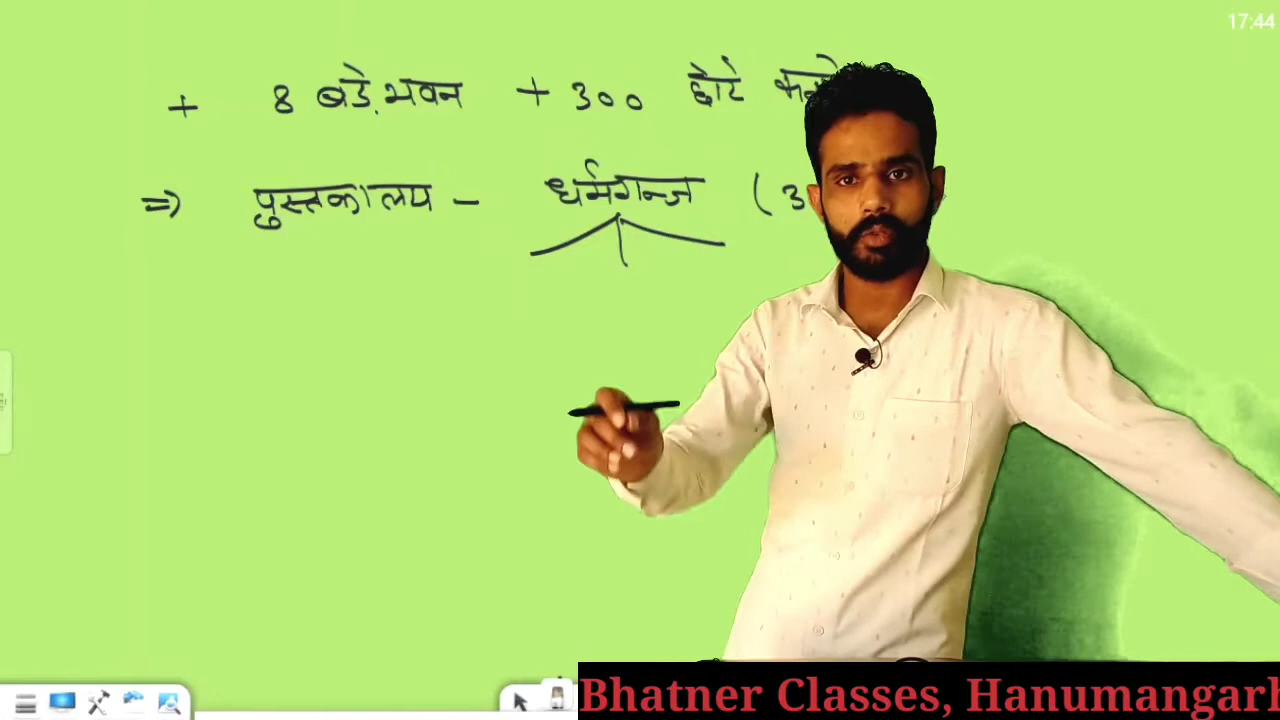 17:44
+ 8 बडे़ भवन + 300 छोटे
⇒ पुस्तकालय - धर्मगन्ज ( 3
Bhatner Classes, Hanumangarh